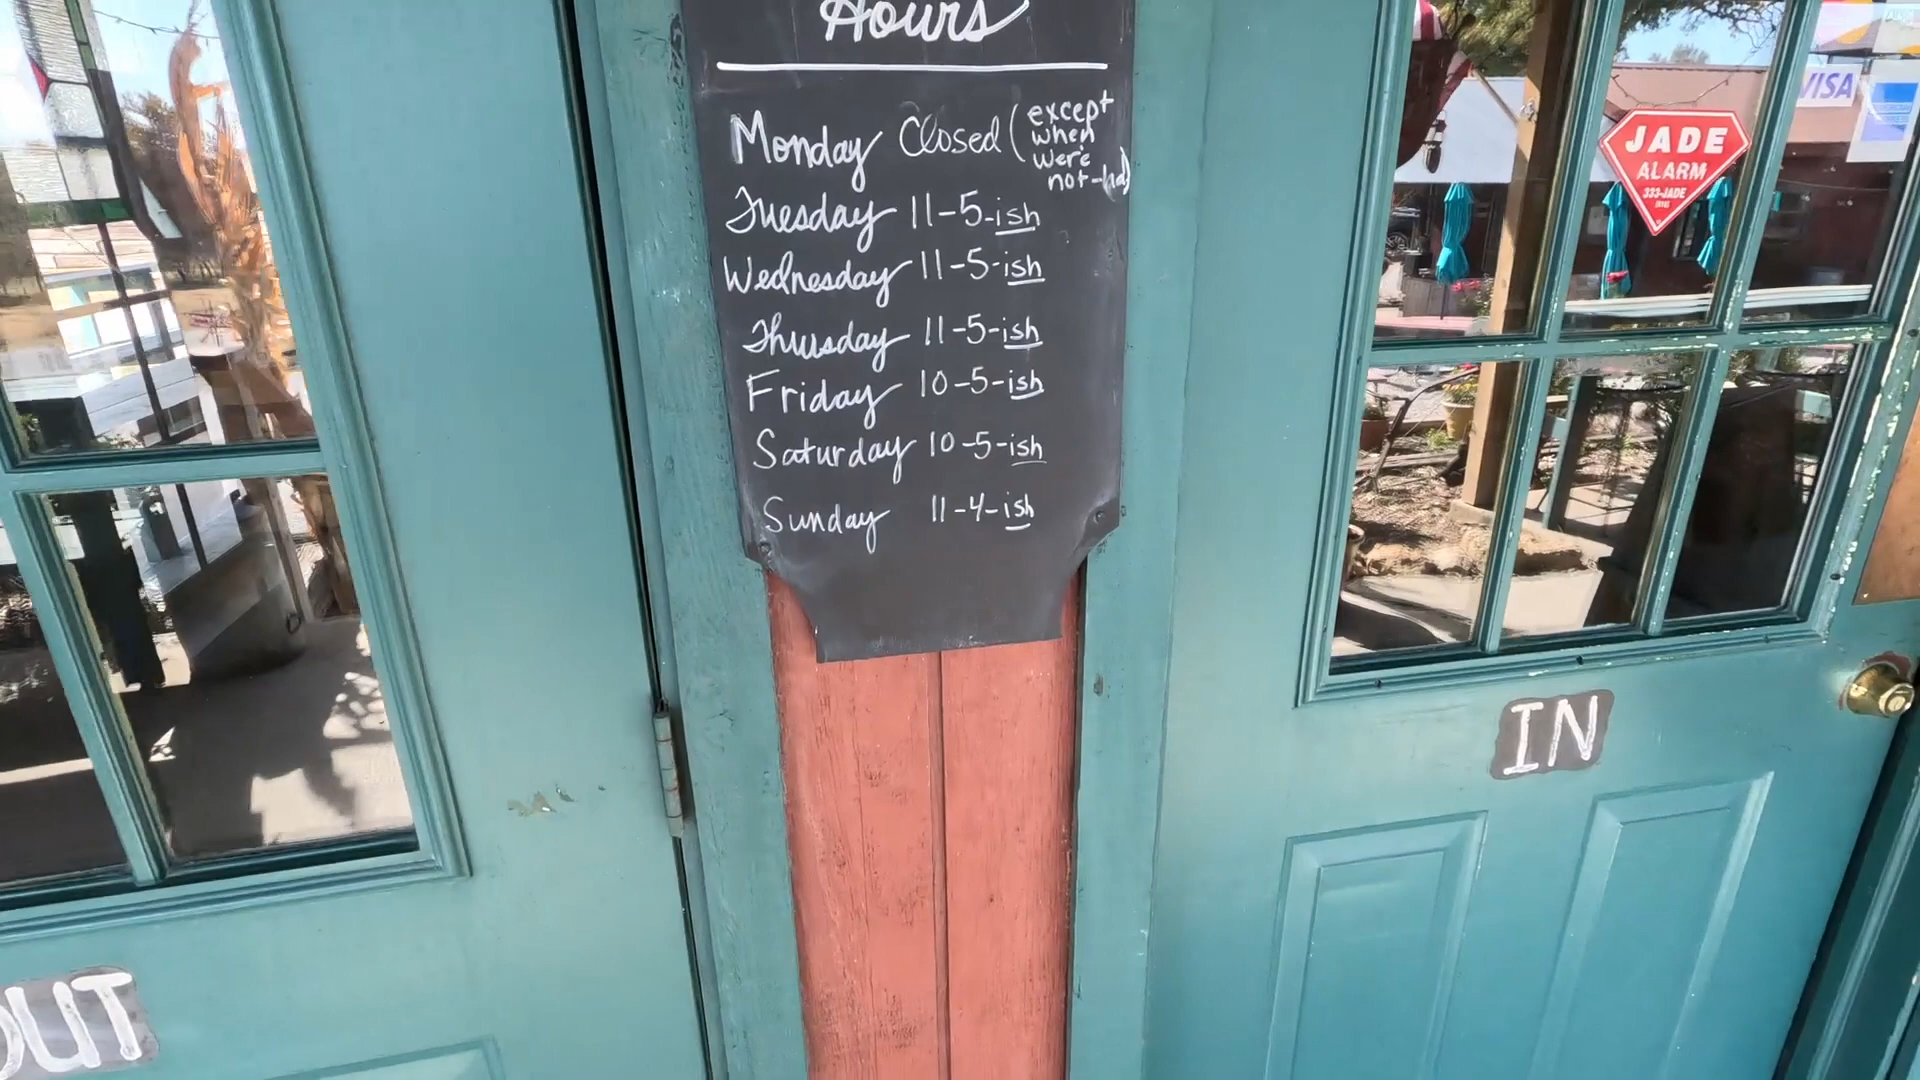 Hours
Monday Closed (except
when
we're
not-ha)
Tuesday 11-5-ish
Wednesday 11-5-ish
Thursday 11-5-ish
Friday 10-5-ish
Saturday 10-5-ish
Sunday 11-4-ish
VISA
JADE
ALARM
333-JADE
IN
OUT